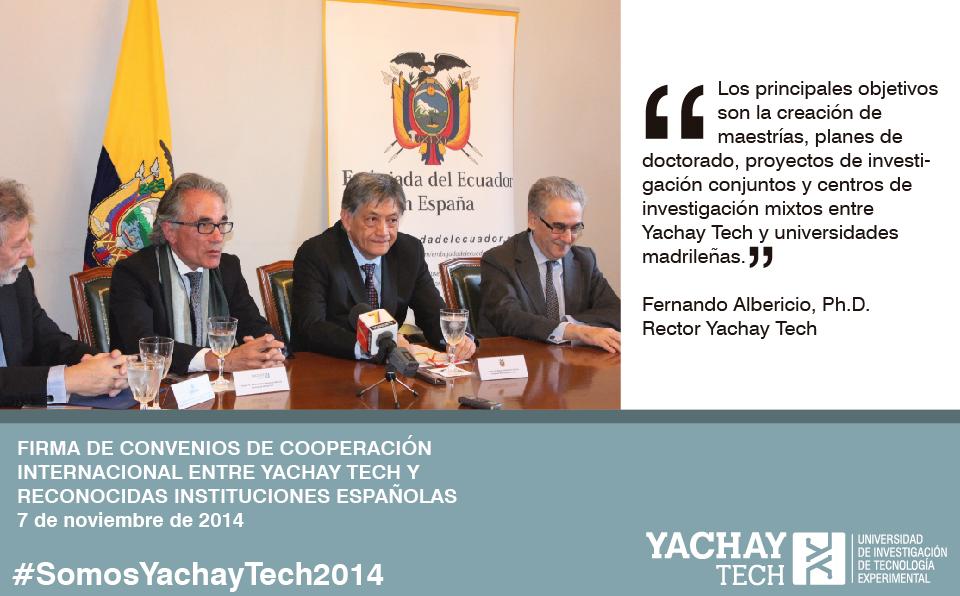 Embajada del Ecuador
en España
Los principales objetivos
son la creación de
maestrías, planes de
doctorado, proyectos de investi-
gación conjuntos y centros de
investigación mixtos entre
Yachay Tech y universidades
madrileñas.
Fernando Albericio, Ph.D.
Rector Yachay Tech
7
FIRMA DE CONVENIOS DE COOPERACIÓN
INTERNACIONAL ENTRE YACHAY TECH Y
RECONOCIDAS INSTITUCIONES ESPAÑOLAS
7 de noviembre de 2014
#SomosYachayTech2014
YACHAY
TECH
UNIVERSIDAD
DE INVESTIGACIÓN
DE TECNOLOGÍA
EXPERIMENTAL